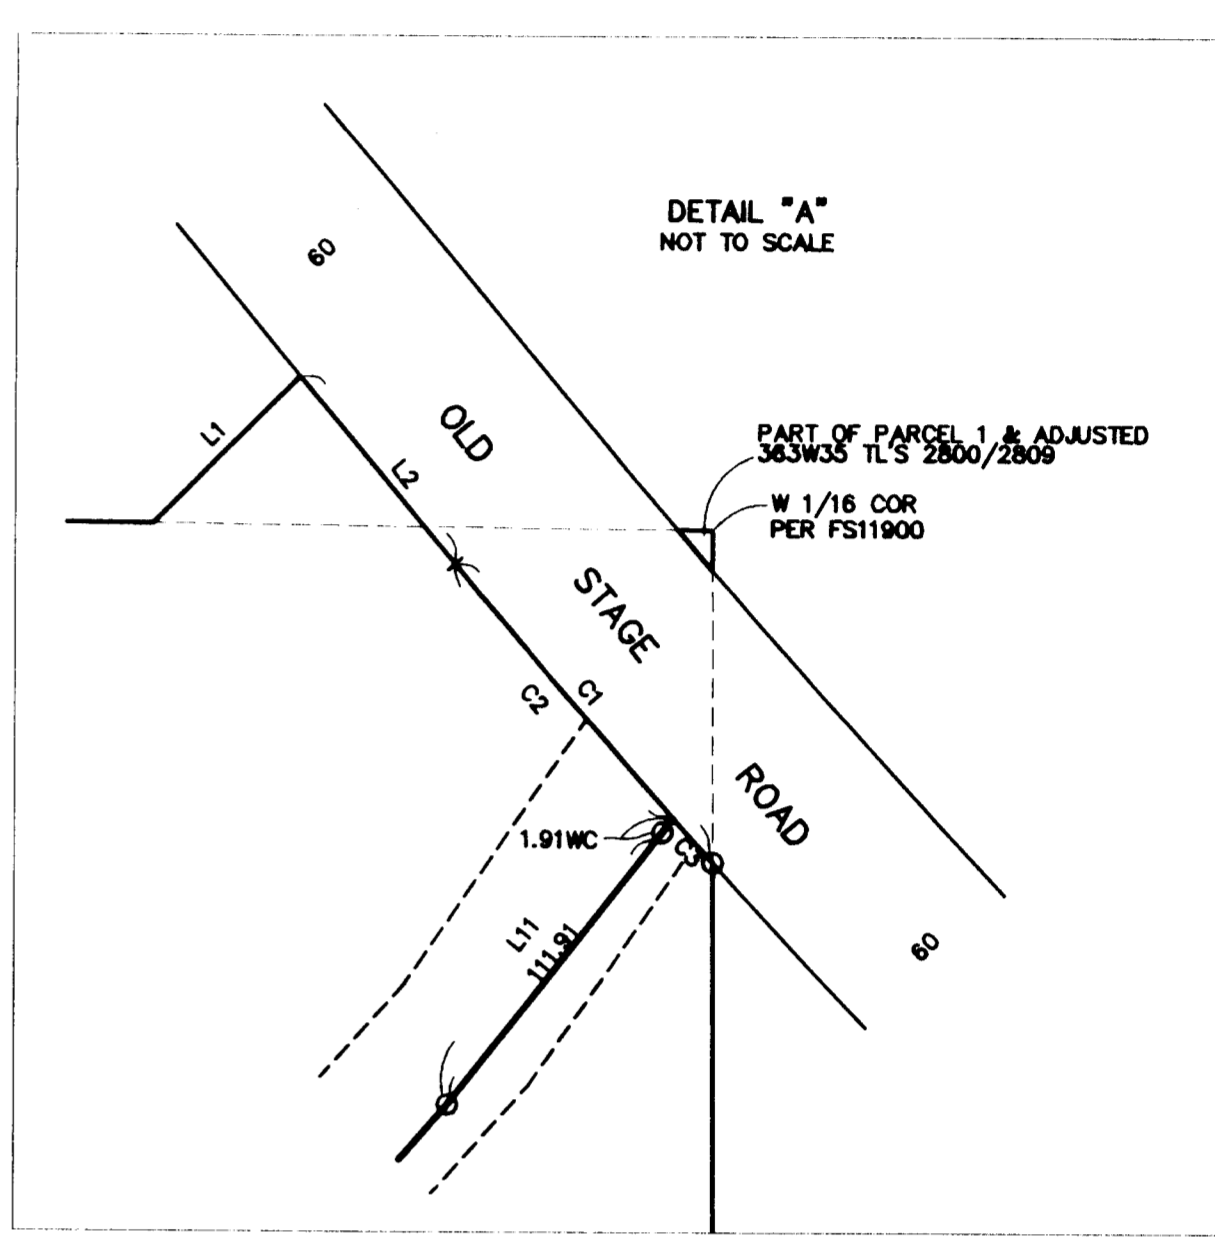 DETAIL "A"
NOT TO SCALE
60
OLD
L1
PART OF PARCEL 1 & ADJUSTED
363W35 TL'S 2800/2809
L2
W 1/16 COR
PER FS11900
STAGE
C1
C2
ROAD
1.91WC
C3
L11
111.91
60